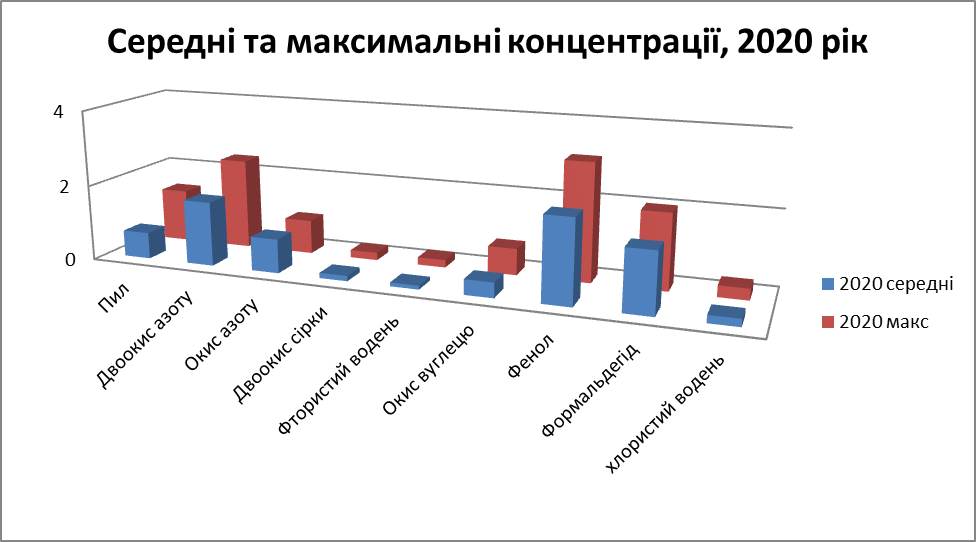 Середні та максимальні концентрації, 2020 рік
4
2
0
Пил
Двоокис азоту
Окис азоту
Двоокис сірки
Фтористий водень
Окис вуглецю
Фенол
Формальдегід
хлористий водень
2020 середні
2020 макс